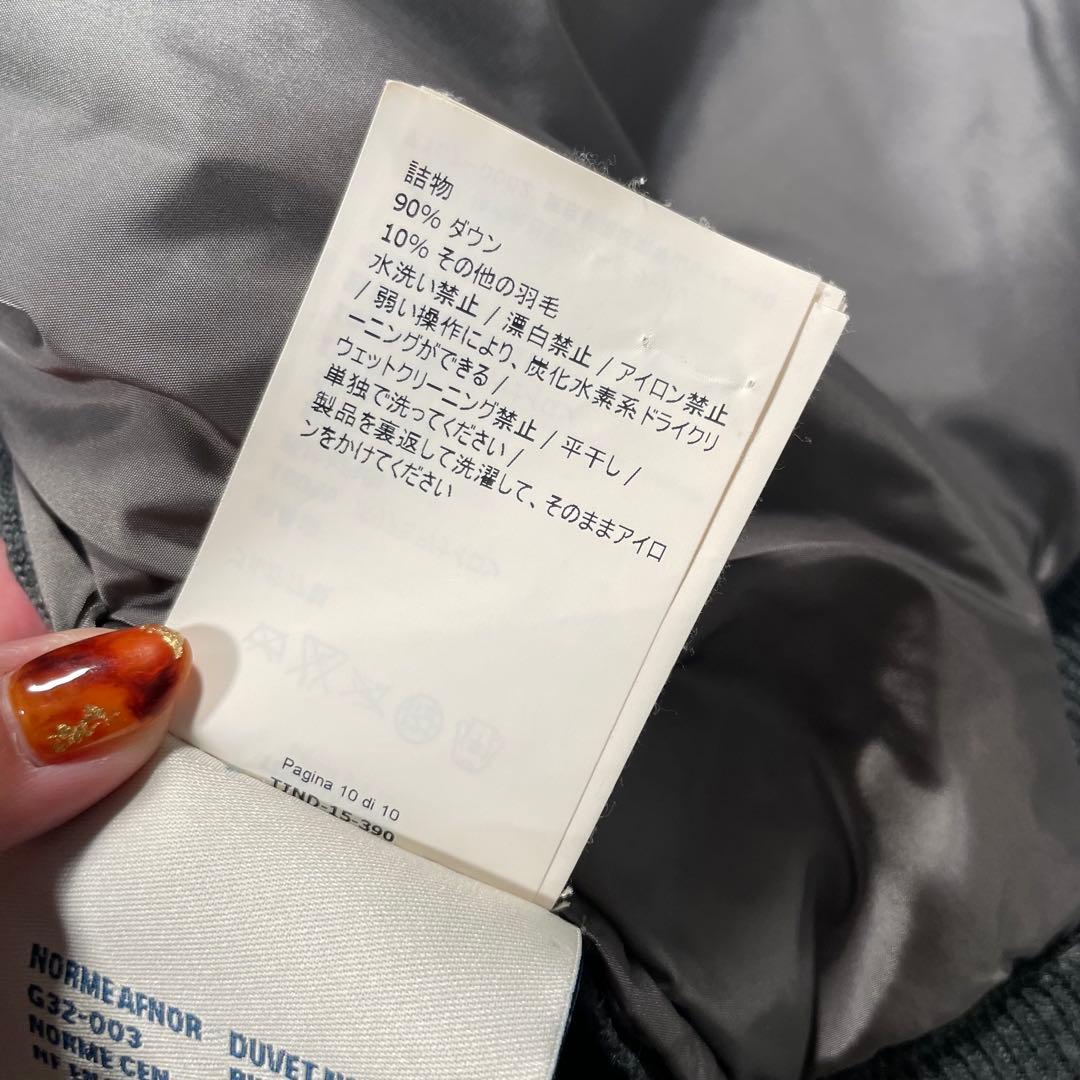 詰物
90% ダウン
10% その他の羽毛
水洗い禁止 / 漂白禁止 / アイロン禁止
/ 弱い操作により、炭化水素系ドライクリ
ーニングができる /
ウェットクリーニング禁止 / 平干し /
単独で洗ってください /
製品を裏返して洗濯して、そのままアイロ
ンをかけてください
Pagina 10 di 10
TIND-15-390
NORME AFNOR
G32-003
NORME CEN
DUVET